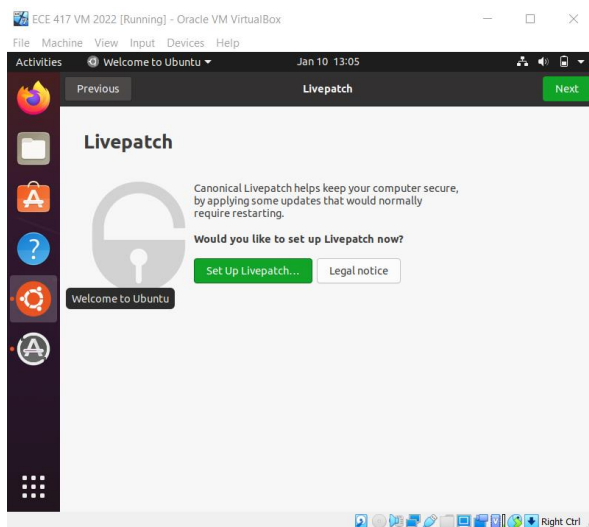 ECE 417 VM 2022 [Running] - Oracle VM VirtualBox
File Machine View Input Devices Help
Activities Welcome to Ubuntu Jan 10 13:05
Previous Livepatch Next
Livepatch
Canonical Livepatch helps keep your computer secure,
by applying some updates that would normally
require restarting.
Would you like to set up Livepatch now?
Set Up Livepatch... Legal notice
Welcome to Ubuntu
Right Ctrl